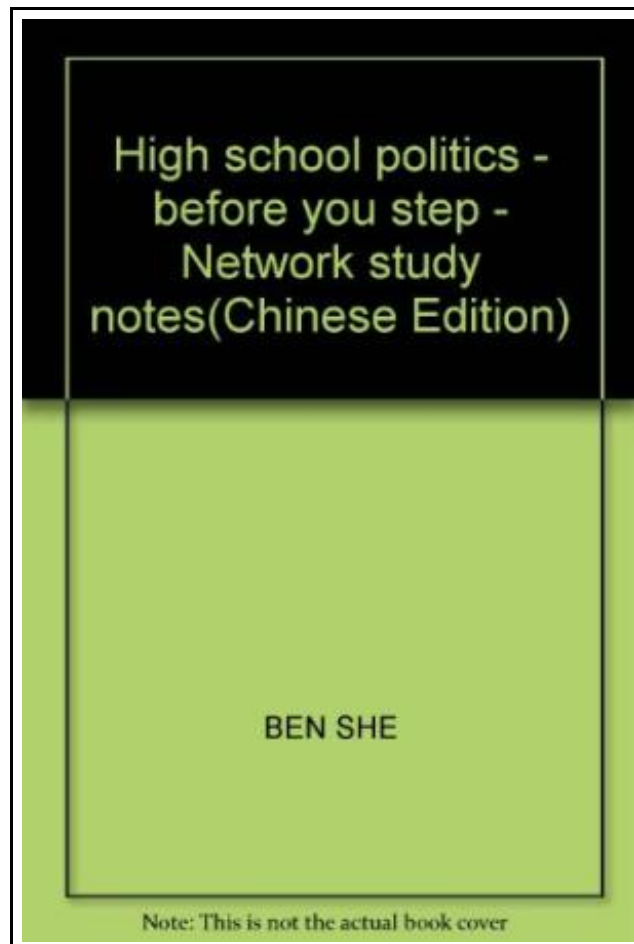 High school politics -
before you step -
Network study
notes(Chinese Edition)
BEN SHE
Note: This is not the actual book cover